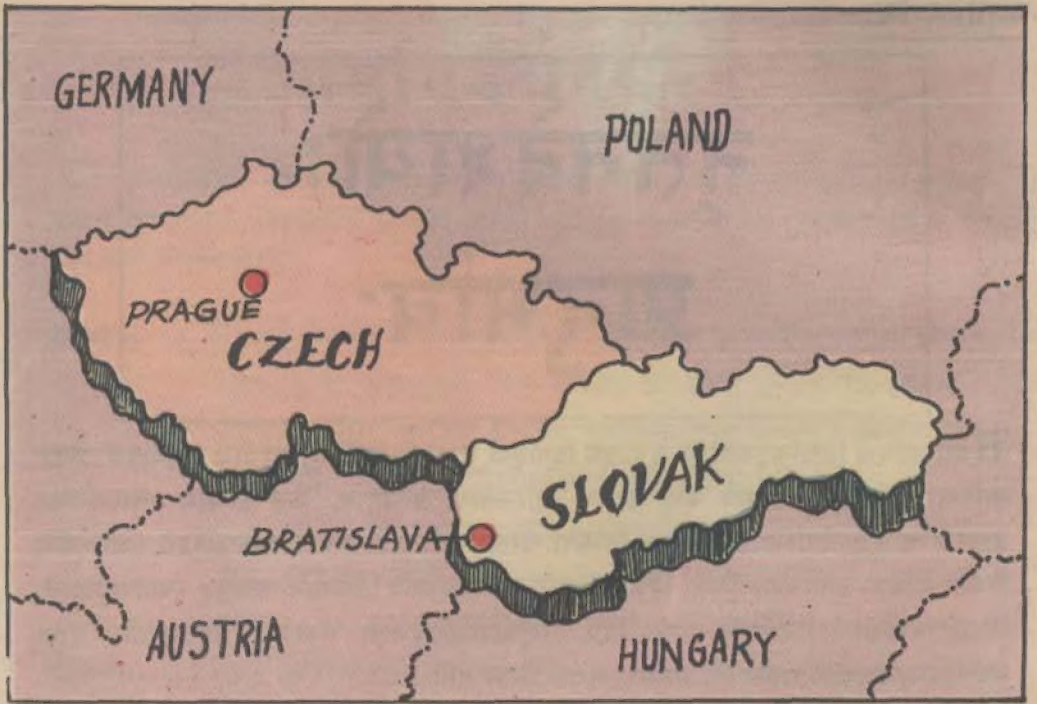 GERMANY
POLAND
PRAGUE
CZECH
SLOVAK
BRATISLAVA
AUSTRIA
HUNGARY